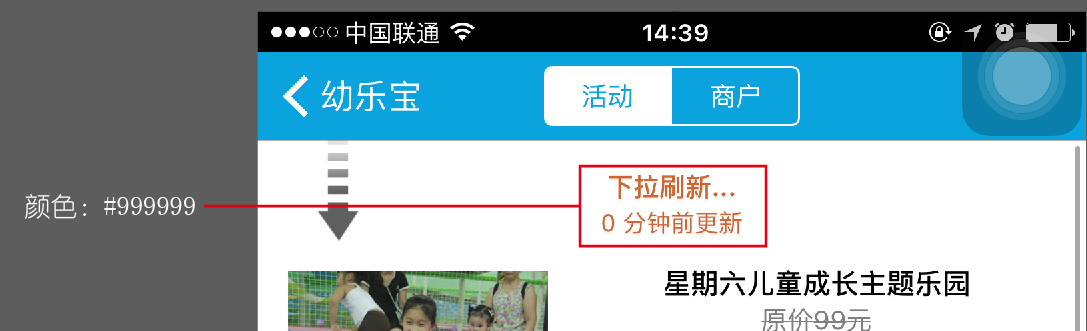 中国联通
14:39
幼乐宝
活动
商户
下拉刷新...
颜色：#999999
0 分钟前更新
星期六儿童成长主题乐园
原价99元